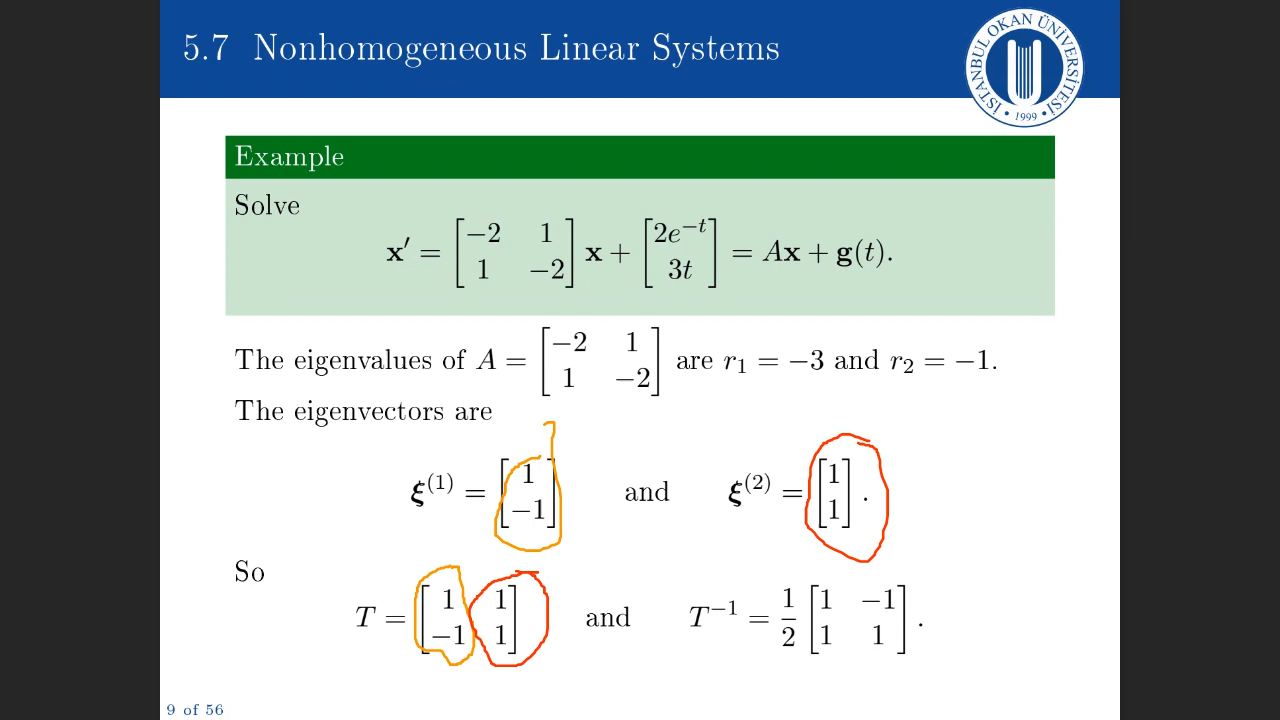 5.7 Nonhomogeneous Linear Systems
İSTANBUL OKAN ÜNİVERSİTESİ
1999
Example
Solve
x′ = [−2 1; 1 −2] x + [2e^{−t}; 3t] = Ax + g(t).
The eigenvalues of A = [−2 1; 1 −2] are r₁ = −3 and r₂ = −1.
The eigenvectors are
ξ⁽¹⁾ = [1; −1] and ξ⁽²⁾ = [1; 1].
So
T = [1 1; −1 1] and T⁻¹ = 1/2 [1 −1; 1 1].
9 of 56